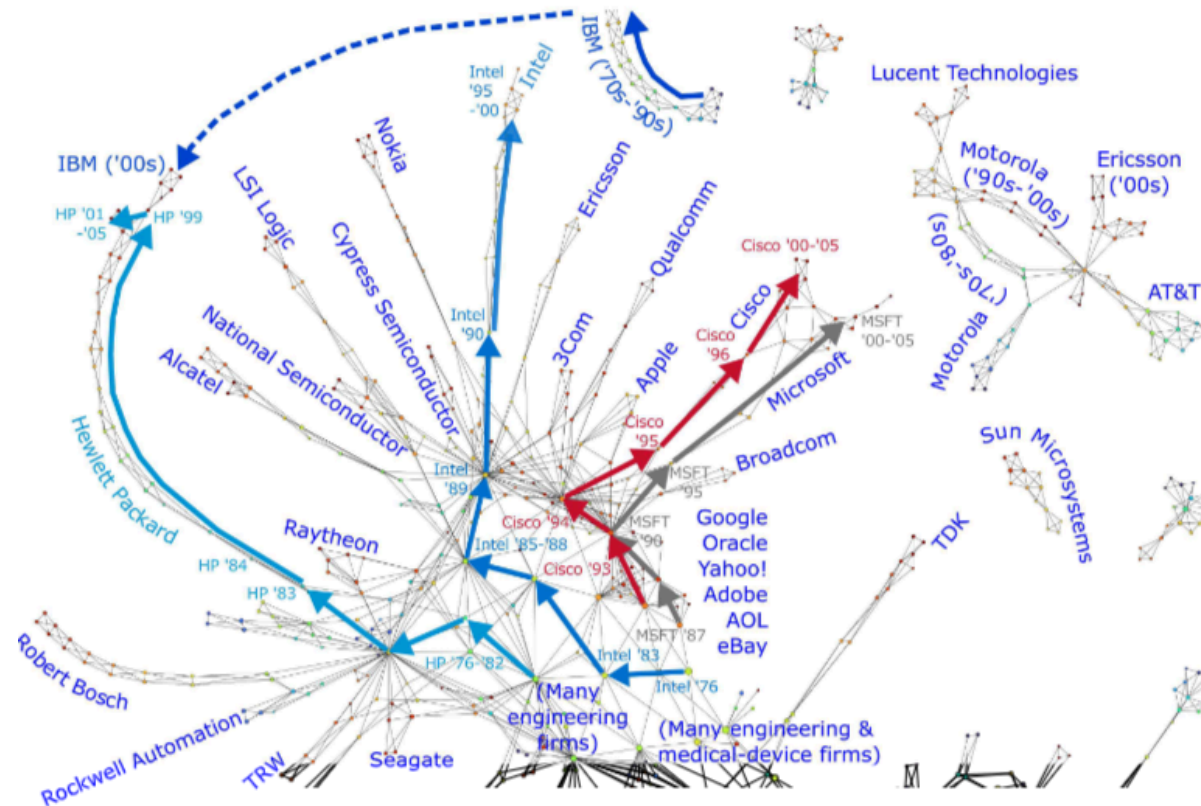 IBM ('70s-'90s)
Lucent Technologies
Intel
'95
-'00
Intel
Nokia
IBM ('00s)
HP '01
-'05
HP '99
LSI Logic
Cypress Semiconductor
Ericsson
Qualcomm
Motorola
('90s-'00s)
Ericsson
('00s)
Motorola
('70s-'80s)
AT&T
Cisco '00-'05
Cisco
Cisco
'96
MSFT
'00-'05
Microsoft
National Semiconductor
Alcatel
Intel
'90
3Com
Apple
Cisco
'95
Broadcom
Hewlett Packard
Intel
'89
MSFT
'95
Sun Microsystems
Raytheon
Cisco '94
MSFT
'90
Intel '85-'88
Cisco '93
Google
Oracle
Yahoo!
Adobe
AOL
eBay
TDK
HP '84
HP '83
MSFT '87
HP '76-'82
Intel '83
Intel '76
Robert Bosch
Rockwell Automation
TRW
Seagate
(Many
engineering
firms)
(Many engineering &
medical-device firms)